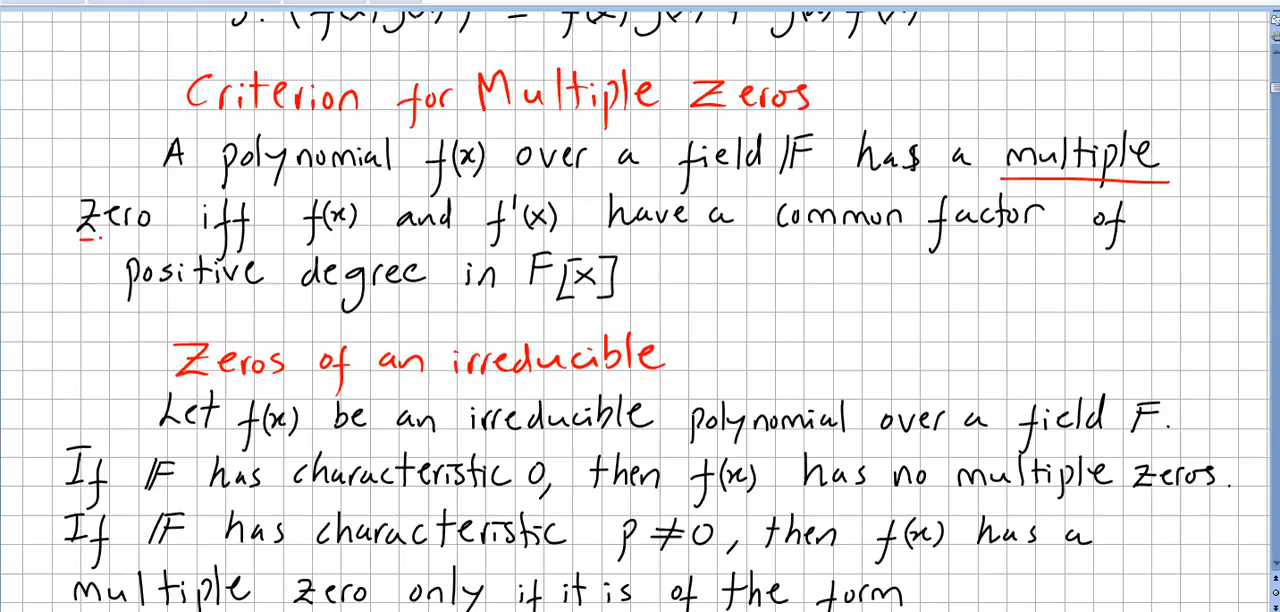 Criterion for Multiple Zeros
A polynomial f(x) over a field F has a multiple
Zero iff f(x) and f'(x) have a common factor of
positive degree in F[x]
Zeros of an irreducible
Let f(x) be an irreducible polynomial over a field F.
If F has characteristic 0, then f(x) has no multiple zeros.
If F has characteristic p ≠ 0, then f(x) has a
multiple zero only if it is of the form